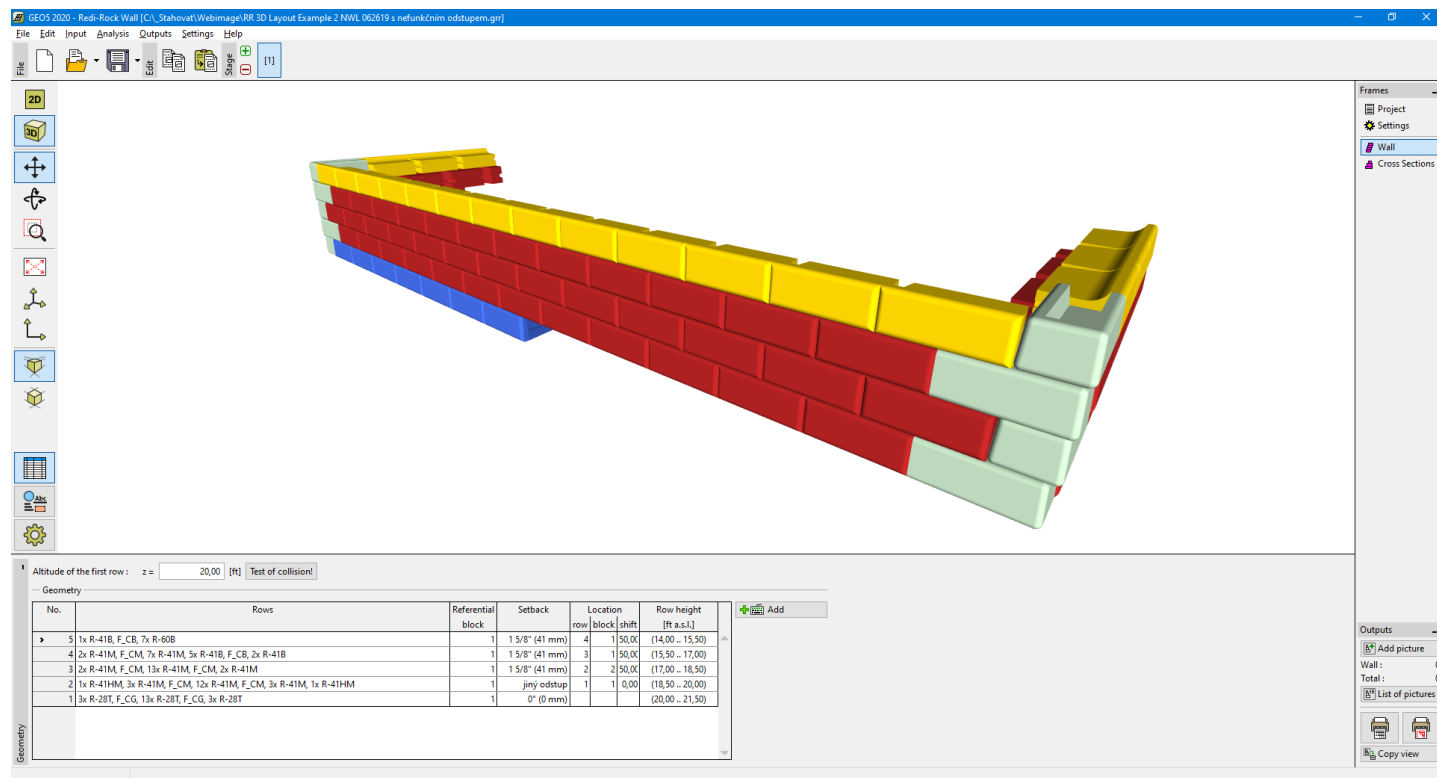 GEO5 2020 - Redi-Rock Wall [C:\_Stahovat\Webimage\RR 3D Layout Example 2 NWL 062619 s nefunkčním odstupem.grr]
File Edit Input Analysis Outputs Settings Help
File Edit Stage [1]
2D
3D
Abc
Frames
Project
Settings
Wall
Cross Sections
Altitude of the first row : z = 20,00 [ft] Test of collision!
Geometry
No. Rows Referential block Setback Location row block shift Row height [ft a.s.l.]
5 1x R-41B, F_CB, 7x R-60B 1 1 5/8" (41 mm) 4 1 50,00 (14,00 .. 15,50)
4 2x R-41M, F_CM, 7x R-41M, 5x R-41B, F_CB, 2x R-41B 1 1 5/8" (41 mm) 3 1 50,00 (15,50 .. 17,00)
3 2x R-41M, F_CM, 13x R-41M, F_CM, 2x R-41M 1 1 5/8" (41 mm) 2 2 50,00 (17,00 .. 18,50)
2 1x R-41HM, 3x R-41M, F_CM, 12x R-41M, F_CM, 3x R-41M, 1x R-41HM 1 jiný odstup 1 1 0,00 (18,50 .. 20,00)
1 3x R-28T, F_CG, 13x R-28T, F_CG, 3x R-28T 1 0" (0 mm) (20,00 .. 21,50)
Add
Geometry
Outputs
Add picture
Wall :
Total :
List of pictures
Copy view